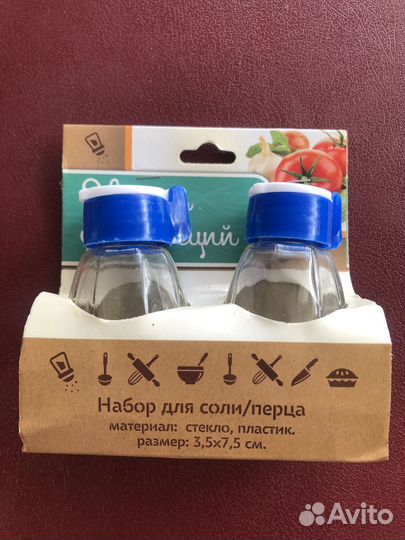 Набор для соли/перца
материал: стекло, пластик.
размер: 3,5х7,5 см.
Avito